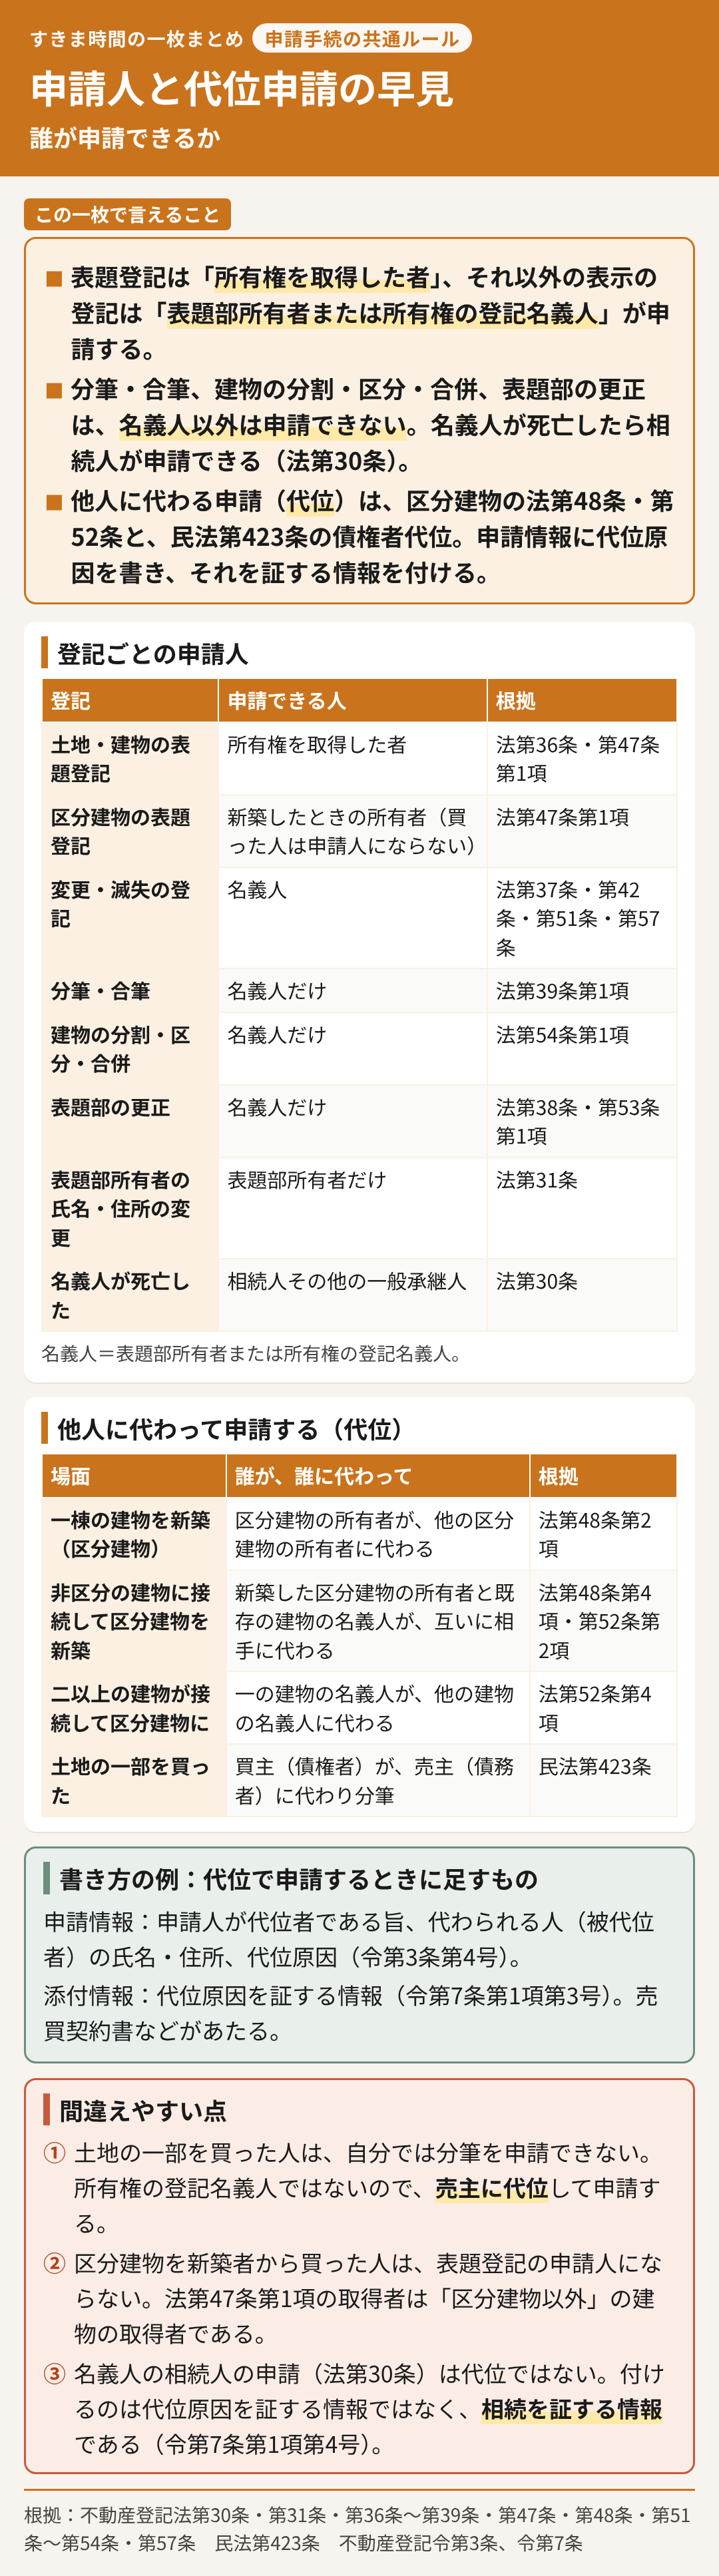 すきま時間の一枚まとめ 申請手続の共通ルール
申請人と代位申請の早見
誰が申請できるか
この一枚で言えること
■ 表題登記は「所有権を取得した者」、それ以外の表示の
登記は「表題部所有者または所有権の登記名義人」が申
請する。
■ 分筆・合筆、建物の分割・区分・合併、表題部の更正
は、名義人以外は申請できない。名義人が死亡したら相
続人が申請できる（法第30条）。
■ 他人に代わる申請（代位）は、区分建物の法第48条・第
52条と、民法第423条の債権者代位。申請情報に代位原
因を書き、それを証する情報を付ける。
登記ごとの申請人
登記 申請できる人 根拠
土地・建物の表 所有権を取得した者 法第36条・第47条
題登記 第1項
区分建物の表題 新築したときの所有者（買 法第47条第1項
登記 った人は申請人にならない）
変更・滅失の登 名義人 法第37条・第42
記 条・第51条・第57
条
分筆・合筆 名義人だけ 法第39条第1項
建物の分割・区 名義人だけ 法第54条第1項
分・合併
表題部の更正 名義人だけ 法第38条・第53条
第1項
表題部所有者の 表題部所有者だけ 法第31条
氏名・住所の変
更
名義人が死亡し 相続人その他の一般承継人 法第30条
た
名義人＝表題部所有者または所有権の登記名義人。
他人に代わって申請する（代位）
場面 誰が、誰に代わって 根拠
一棟の建物を新築 区分建物の所有者が、他の区分 法第48条第2
（区分建物） 建物の所有者に代わる 項
非区分の建物に接 新築した区分建物の所有者と既 法第48条第4
続して区分建物を 存の建物の名義人が、互いに相 項・第52条第
新築 手に代わる 2項
二以上の建物が接 一の建物の名義人が、他の建物 法第52条第4
続して区分建物に の名義人に代わる 項
土地の一部を買っ 買主（債権者）が、売主（債務 民法第423条
た 者）に代わり分筆
書き方の例：代位で申請するときに足すもの
申請情報：申請人が代位者である旨、代わられる人（被代位
者）の氏名・住所、代位原因（令第3条第4号）。
添付情報：代位原因を証する情報（令第7条第1項第3号）。売
買契約書などがあたる。
間違えやすい点
① 土地の一部を買った人は、自分では分筆を申請できない。
所有権の登記名義人ではないので、売主に代位して申請す
る。
② 区分建物を新築者から買った人は、表題登記の申請人にな
らない。法第47条第1項の取得者は「区分建物以外」の建
物の取得者である。
③ 名義人の相続人の申請（法第30条）は代位ではない。付け
るのは代位原因を証する情報ではなく、相続を証する情報
である（令第7条第1項第4号）。
根拠：不動産登記法第30条・第31条・第36条〜第39条・第47条・第48条・第51
条〜第54条・第57条　民法第423条　不動産登記令第3条、令第7条